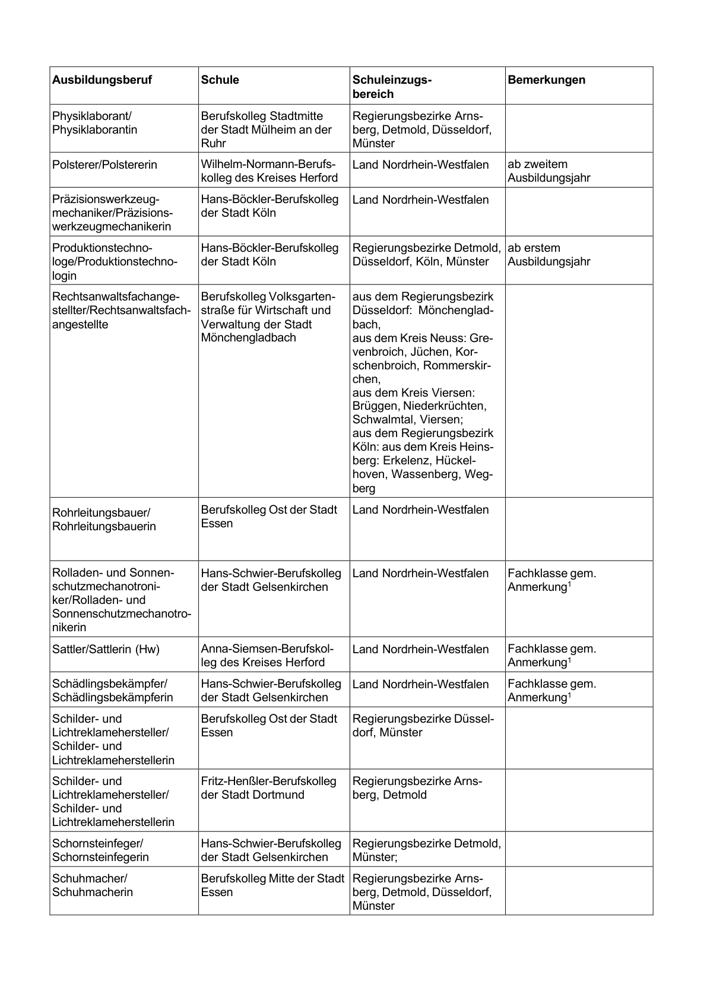 Ausbildungsberuf
Schule
Schuleinzugs-
bereich
Bemerkungen
Physiklaborant/
Physiklaborantin
Berufskolleg Stadtmitte
der Stadt Mülheim an der
Ruhr
Regierungsbezirke Arns-
berg, Detmold, Düsseldorf,
Münster
Polsterer/Polstererin
Wilhelm-Normann-Berufs-
kolleg des Kreises Herford
Land Nordrhein-Westfalen
ab zweitem
Ausbildungsjahr
Präzisionswerkzeug-
mechaniker/Präzisions-
werkzeugmechanikerin
Hans-Böckler-Berufskolleg
der Stadt Köln
Land Nordrhein-Westfalen
Produktionstechno-
loge/Produktionstechno-
login
Hans-Böckler-Berufskolleg
der Stadt Köln
Regierungsbezirke Detmold,
Düsseldorf, Köln, Münster
ab erstem
Ausbildungsjahr
Rechtsanwaltsfachange-
stellter/Rechtsanwaltsfach-
angestellte
Berufskolleg Volksgarten-
straße für Wirtschaft und
Verwaltung der Stadt
Mönchengladbach
aus dem Regierungsbezirk
Düsseldorf: Mönchenglad-
bach,
aus dem Kreis Neuss: Gre-
venbroich, Jüchen, Kor-
schenbroich, Rommerskir-
chen,
aus dem Kreis Viersen:
Brüggen, Niederkrüchten,
Schwalmtal, Viersen;
aus dem Regierungsbezirk
Köln: aus dem Kreis Heins-
berg: Erkelenz, Hückel-
hoven, Wassenberg, Weg-
berg
Rohrleitungsbauer/
Rohrleitungsbauerin
Berufskolleg Ost der Stadt
Essen
Land Nordrhein-Westfalen
Rolladen- und Sonnen-
schutzmechanotroni-
ker/Rolladen- und
Sonnenschutzmechanotro-
nikerin
Hans-Schwier-Berufskolleg
der Stadt Gelsenkirchen
Land Nordrhein-Westfalen
Fachklasse gem.
Anmerkung¹
Sattler/Sattlerin (Hw)
Anna-Siemsen-Berufskol-
leg des Kreises Herford
Land Nordrhein-Westfalen
Fachklasse gem.
Anmerkung¹
Schädlingsbekämpfer/
Schädlingsbekämpferin
Hans-Schwier-Berufskolleg
der Stadt Gelsenkirchen
Land Nordrhein-Westfalen
Fachklasse gem.
Anmerkung¹
Schilder- und
Lichtreklamehersteller/
Schilder- und
Lichtreklameherstellerin
Berufskolleg Ost der Stadt
Essen
Regierungsbezirke Düssel-
dorf, Münster
Schilder- und
Lichtreklamehersteller/
Schilder- und
Lichtreklameherstellerin
Fritz-Henßler-Berufskolleg
der Stadt Dortmund
Regierungsbezirke Arns-
berg, Detmold
Schornsteinfeger/
Schornsteinfegerin
Hans-Schwier-Berufskolleg
der Stadt Gelsenkirchen
Regierungsbezirke Detmold,
Münster;
Schuhmacher/
Schuhmacherin
Berufskolleg Mitte der Stadt
Essen
Regierungsbezirke Arns-
berg, Detmold, Düsseldorf,
Münster